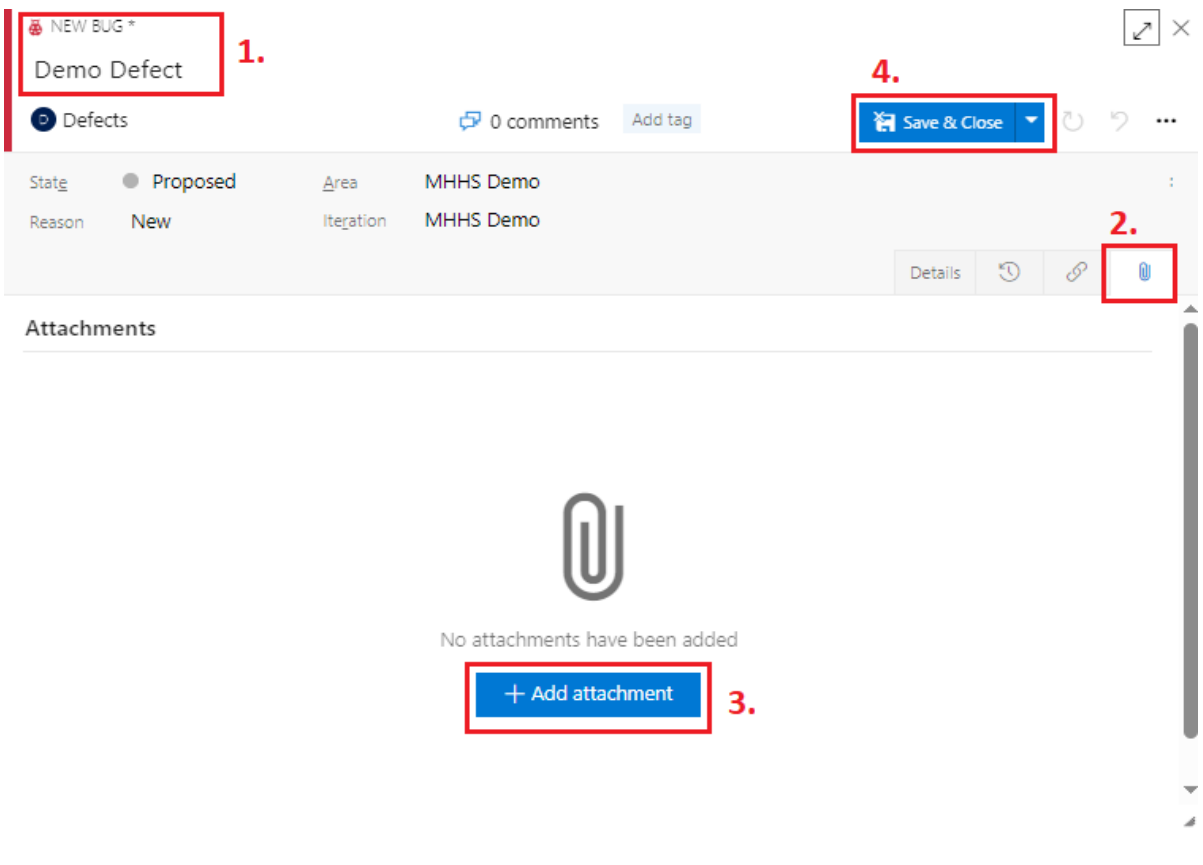 NEW BUG *
1.
Demo Defect
4.
D Defects
0 comments
Add tag
Save & Close
State
Proposed
Area
MHHS Demo
Reason
New
Iteration
MHHS Demo
2.
Details
Attachments
No attachments have been added
+ Add attachment
3.